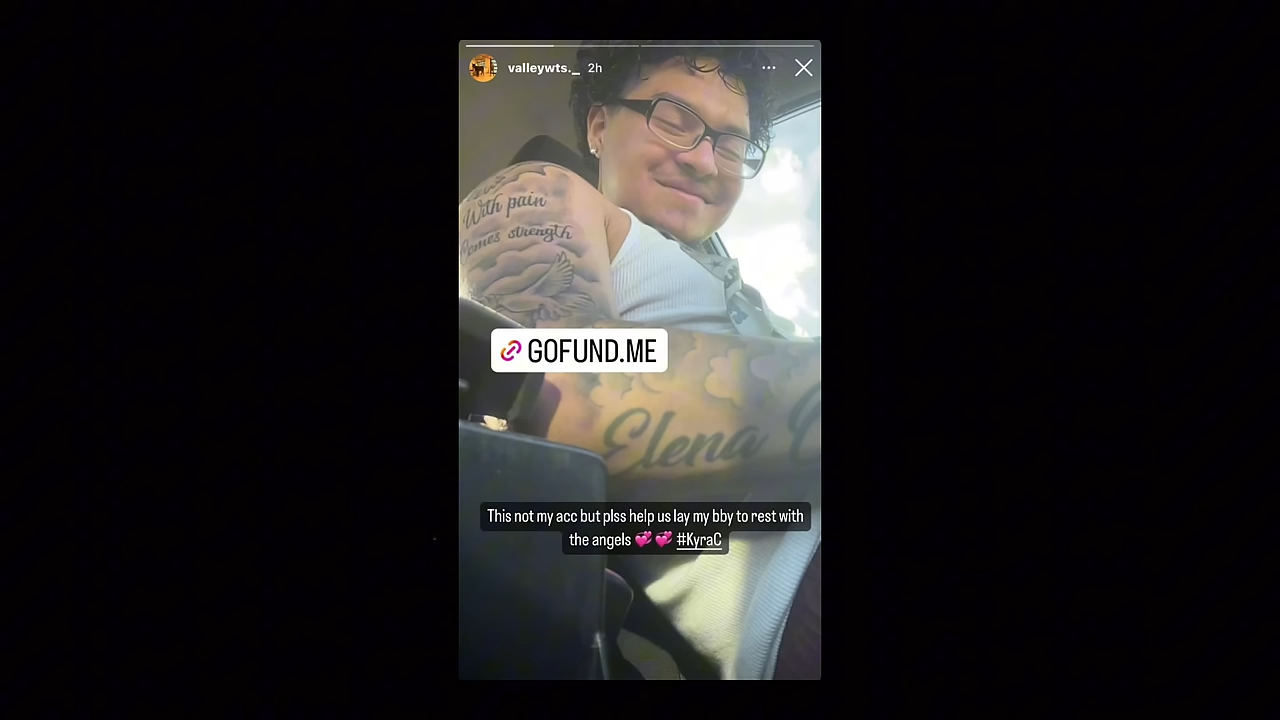 valleywts._ 2h
With pain
Comes strength
GOFUND.ME
Elena
This not my acc but plss help us lay my bby to rest with
the angels 💞💞 #KyraC